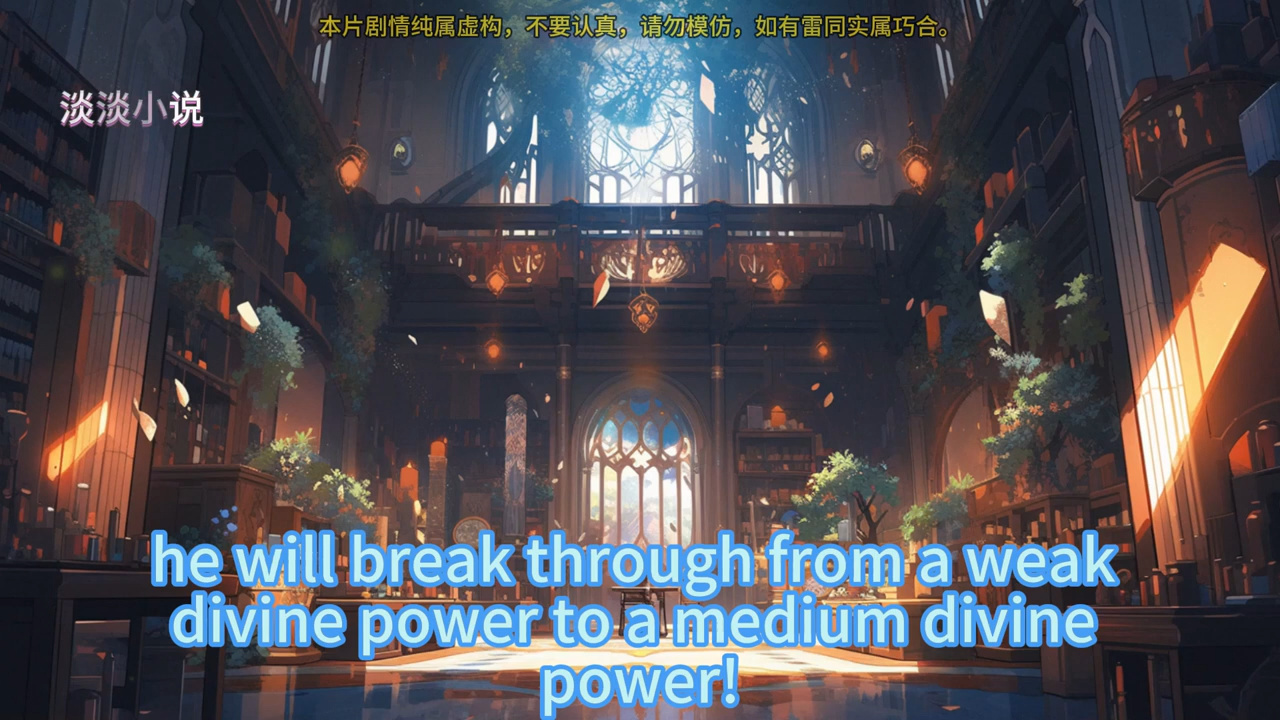 本片剧情纯属虚构，不要认真，请勿模仿，如有雷同实属巧合。
淡淡小说
he will break through from a weak
divine power to a medium divine
power!